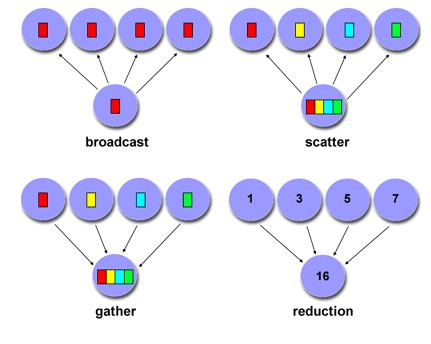 broadcast
scatter
1 3 5 7
16
gather
reduction